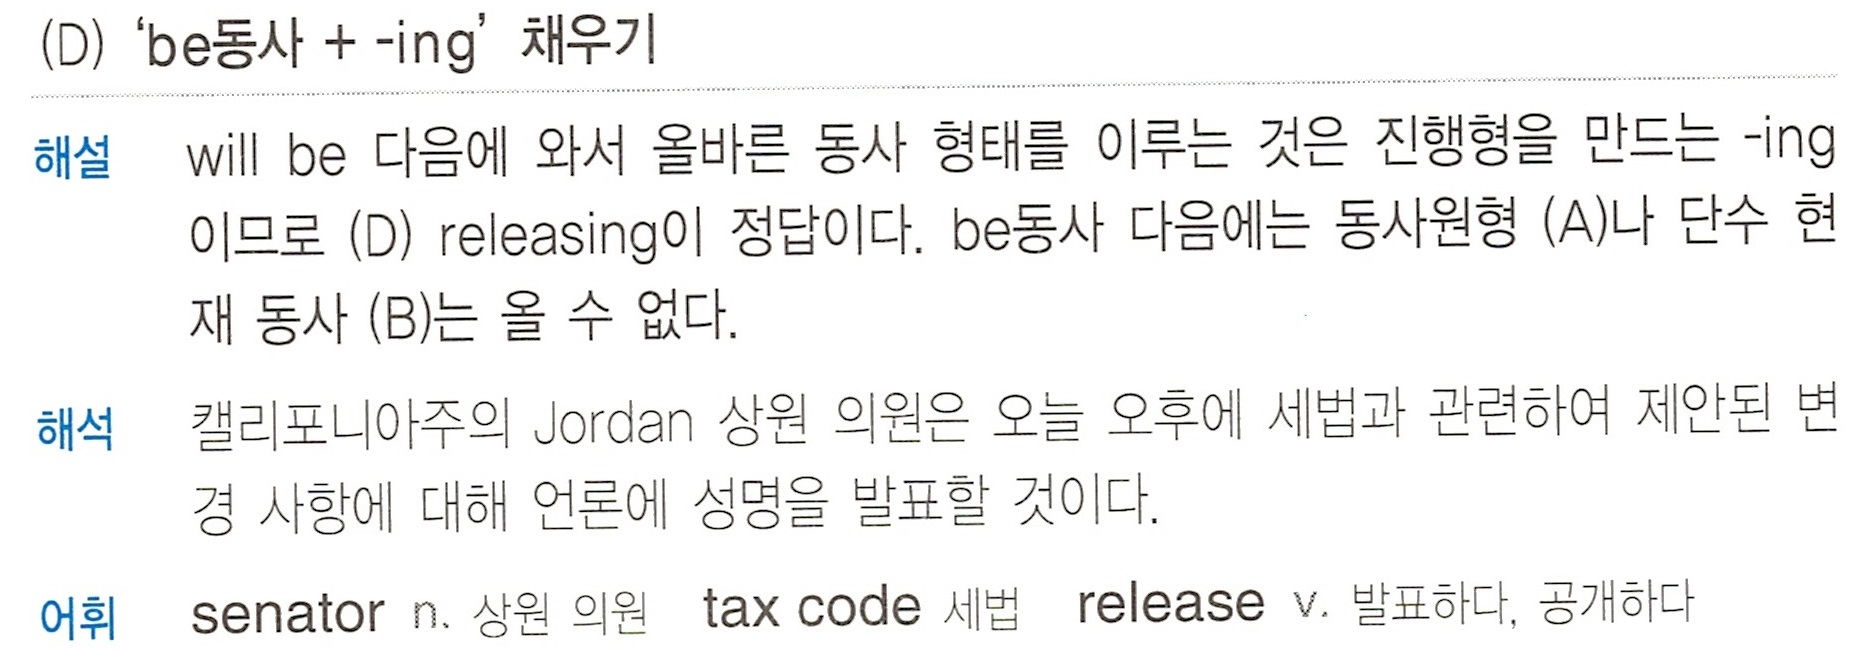 (D) ‘be동사 + -ing’ 채우기
해설 will be 다음에 와서 올바른 동사 형태를 이루는 것은 진행형을 만드는 -ing
이므로 (D) releasing이 정답이다. be동사 다음에는 동사원형 (A)나 단수 현
재 동사 (B)는 올 수 없다.
해석 캘리포니아주의 Jordan 상원 의원은 오늘 오후에 세법과 관련하여 제안된 변
경 사항에 대해 언론에 성명을 발표할 것이다.
어휘 senator n. 상원 의원 tax code 세법 release v. 발표하다, 공개하다